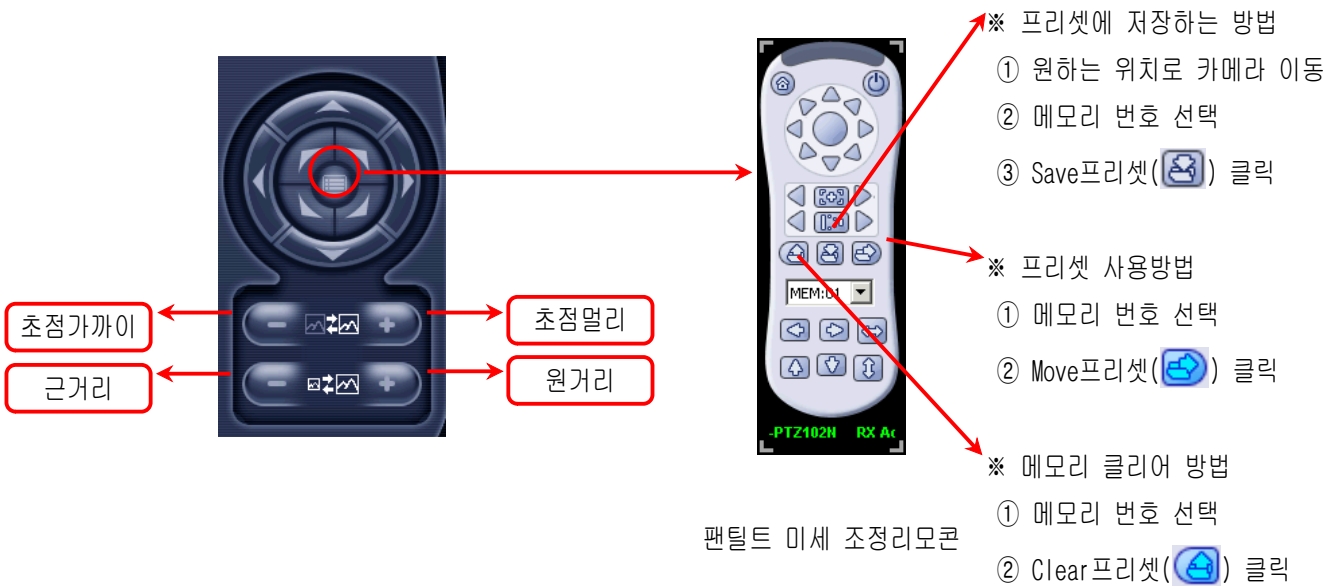 ※ 프리셋에 저장하는 방법
① 원하는 위치로 카메라 이동
② 메모리 번호 선택
③ Save프리셋( ) 클릭
※ 프리셋 사용방법
① 메모리 번호 선택
② Move프리셋( ) 클릭
※ 메모리 클리어 방법
① 메모리 번호 선택
② Clear프리셋( ) 클릭
초점가까이
초점멀리
근거리
원거리
MEM:01
-PTZ102N RX Ac
팬틸트 미세 조정리모콘